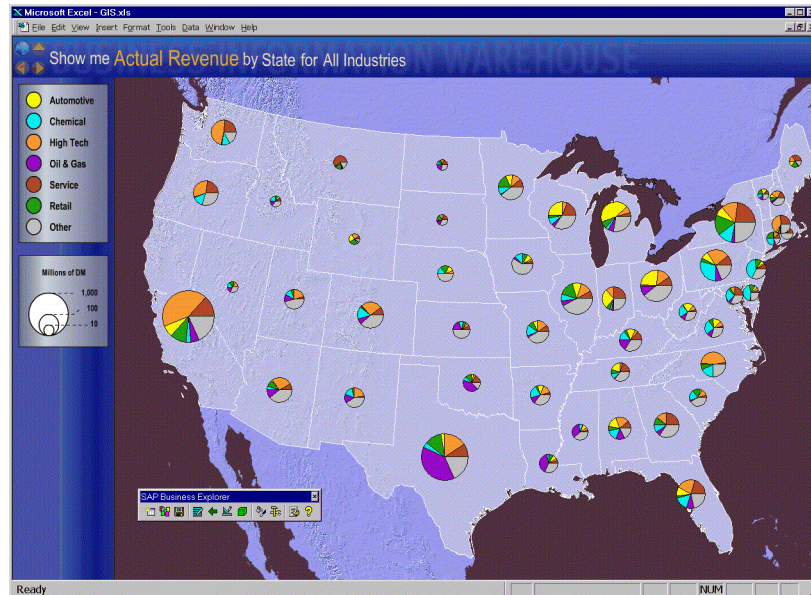 Microsoft Excel - GIS.xls
File Edit View Insert Format Tools Data Window Help
Show me Actual Revenue by State for All Industries
Automotive
Chemical
High Tech
Oil & Gas
Service
Retail
Other
Millions of DM
1,000
100
10
SAP Business Explorer
Ready
NUM